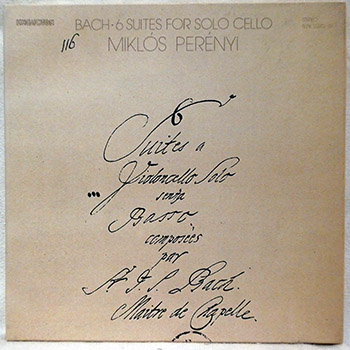 HUNGAROTON
BACH · 6 SUITES FOR SOLO CELLO
MIKLÓS PERÉNYI
116
6
Suites a
Violoncello Solo
senza
Basso
composées
par
J. S. Bach.
Maitre de Capelle.